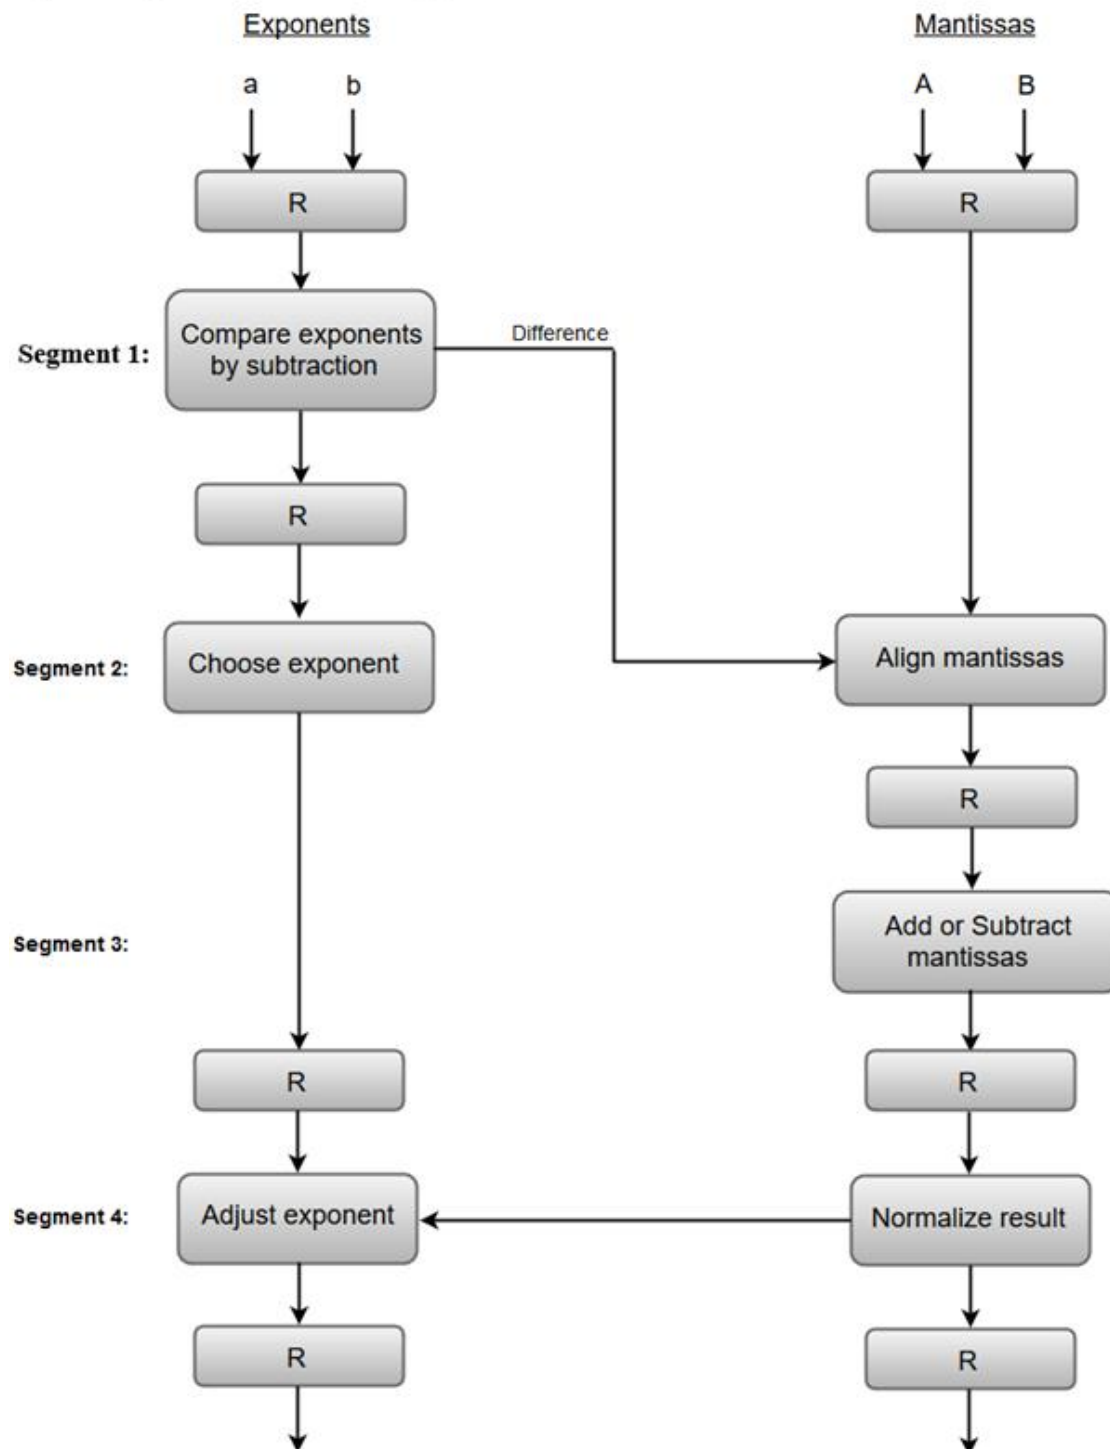 Exponents
Mantissas
a
b
A
B
R
R
Segment 1:
Compare exponents
by subtraction
Difference
R
Segment 2:
Choose exponent
Align mantissas
R
Segment 3:
Add or Subtract
mantissas
R
R
Segment 4:
Adjust exponent
Normalize result
R
R